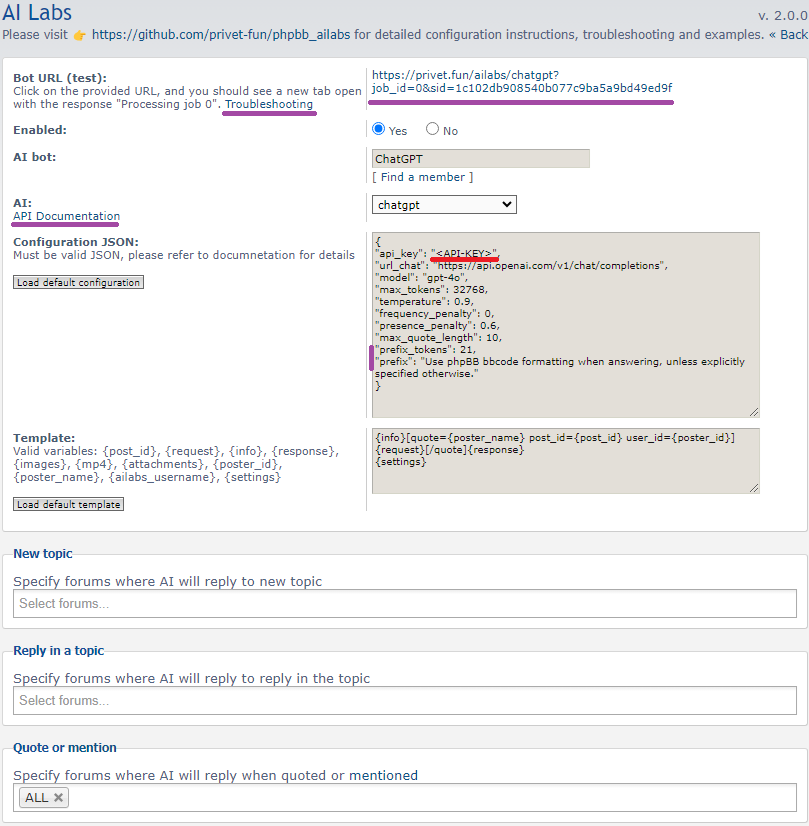 AI Labs
v. 2.0.0
Please visit 👉 https://github.com/privet-fun/phpbb_ailabs for detailed configuration instructions, troubleshooting and examples. « Back
Bot URL (test):
Click on the provided URL, and you should see a new tab open
with the response "Processing job 0". Troubleshooting
https://privet.fun/ailabs/chatgpt?
job_id=0&sid=1c102db908540b077c9ba5a9bd49ed9f
Enabled:
Yes No
AI bot:
ChatGPT
[ Find a member ]
AI:
API Documentation
chatgpt
Configuration JSON:
Must be valid JSON, please refer to documnetation for details
Load default configuration
{
"api_key": "<API-KEY>",
"url_chat": "https://api.openai.com/v1/chat/completions",
"model": "gpt-4o",
"max_tokens": 32768,
"temperature": 0.9,
"frequency_penalty": 0,
"presence_penalty": 0.6,
"max_quote_length": 10,
"prefix_tokens": 21,
"prefix": "Use phpBB bbcode formatting when answering, unless explicitly
specified otherwise."
}
Template:
Valid variables: {post_id}, {request}, {info}, {response},
{images}, {mp4}, {attachments}, {poster_id},
{poster_name}, {ailabs_username}, {settings}
Load default template
{info}[quote={poster_name} post_id={post_id} user_id={poster_id}]
{request}[/quote]{response}
{settings}
New topic
Specify forums where AI will reply to new topic
Select forums...
Reply in a topic
Specify forums where AI will reply to reply in the topic
Select forums...
Quote or mention
Specify forums where AI will reply when quoted or mentioned
ALL ✖